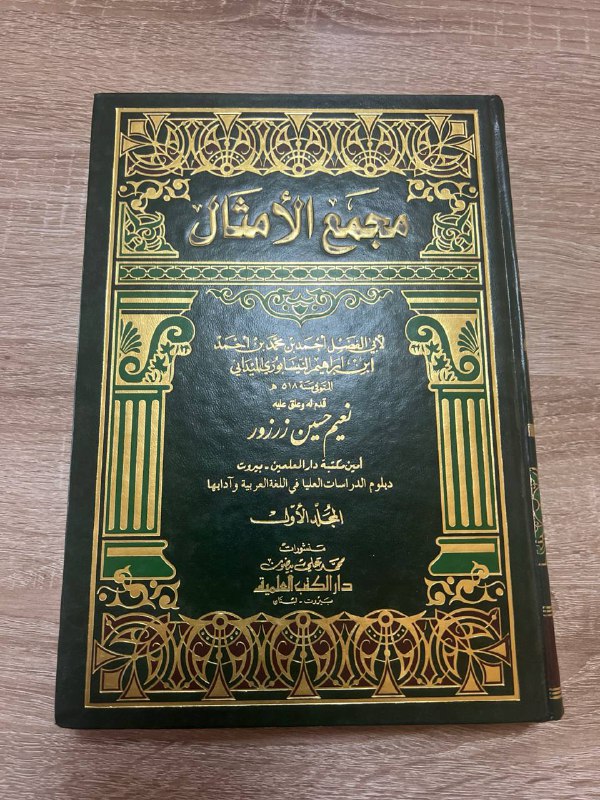 مجمع الأمثال
لأبي الفضل أحمد بن محمد بن أحمد
ابن إبراهيم النيسابوري الميداني
المتوفى سنة ٥١٨ هـ
قدم له وعلق عليه
نعيم حسين زرزور
أمين مكتبة دار المعلمين - بيروت
دبلوم الدراسات العليا في اللغة العربية وآدابها
المجلد الأول
منشورات
محمد علي بيضون
دار الكتب العلمية
بيروت - لبنان